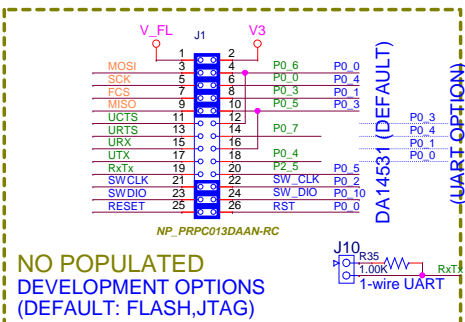 V_FL J1 V3
1 2
MOSI 3 4 P0_6 P0_0
SCK 5 6 P0_0 P0_4
FCS 7 8 P0_3 P0_1
MISO 9 10 P0_5 P0_3
UCTS 11 12
URTS 13 14 P0_7
URX 15 16
UTX 17 18 P0_4
RxTx 19 20 P2_5 P0_5
SWCLK 21 22 SW_CLK P0_2
SWDIO 23 24 SW_DIO P0_10
RESET 25 26 RST P0_0
NP_PRPC013DAAN-RC
DA14531 (DEFAULT)
P0_3
P0_4
P0_1
P0_0
(UART OPTION)
NO POPULATED
DEVELOPMENT OPTIONS
(DEFAULT: FLASH,JTAG)
J10
R35
1.00K RxTx
1-wire UART